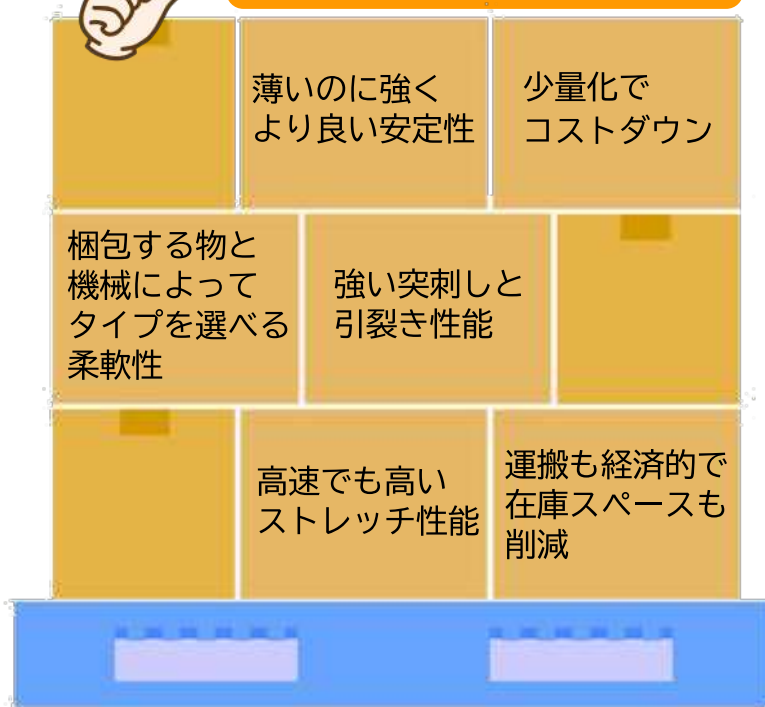 薄いのに強く
より良い安定性
少量化で
コストダウン
梱包する物と
機械によって
タイプを選べる
柔軟性
強い突刺しと
引裂き性能
高速でも高い
ストレッチ性能
運搬も経済的で
在庫スペースも
削減